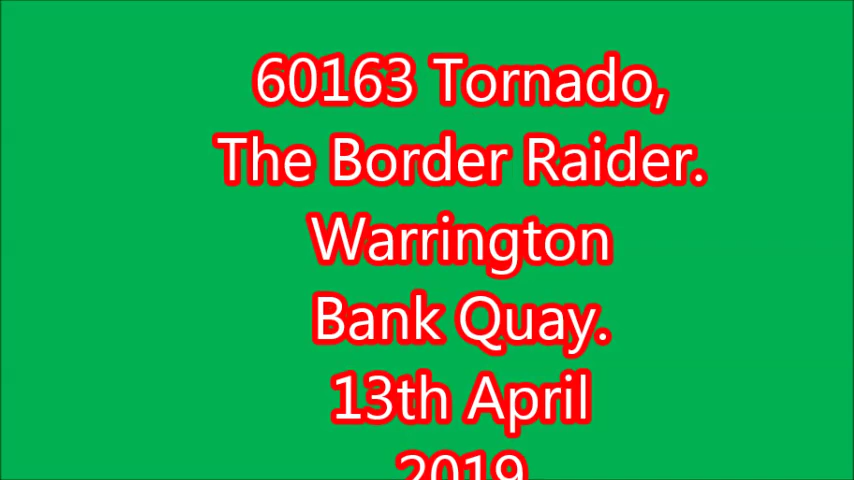 60163 Tornado,
The Border Raider.
Warrington
Bank Quay.
13th April
2019